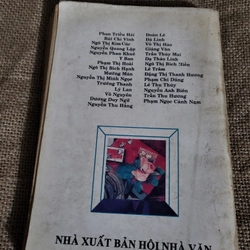 Phan Triều Hải
Bùi Chí Vinh
Ngô Thị Kim Cúc
Nguyễn Quang Lập
Nguyễn Phan Khuê
Y Ban
Phạm Thị Hoài
Ngô Thị Bích Hạnh
Mường Mán
Nguyễn Thị Minh Ngọc
Trường Thanh
Lý Lan
Võ Nguyên
Dương Duy Ngữ
Nguyễn Thu Hằng
Đoàn Lê
Dạ Linh
Võ Thị Hảo
Giáng Vân
Trần Thùy Mai
Dạ Thảo Linh
Ngô Thị Bích Hiền
Lê Trâm
Đặng Thị Thanh Hương
Phạm Chi Dũng
Lê Thu Thủy
Nguyễn Anh Biên
Trần Thu Hương
Phạm Ngọc Cảnh Nam
NHÀ XUẤT BẢN HỘI NHÀ VĂN